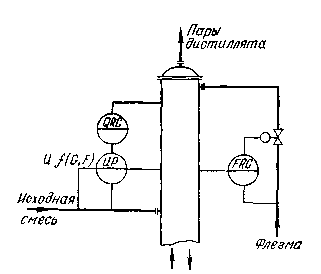 Пары
дистиллята
QRC
И f(G,F)
UP
FRC
Исходная
смесь
Флегма